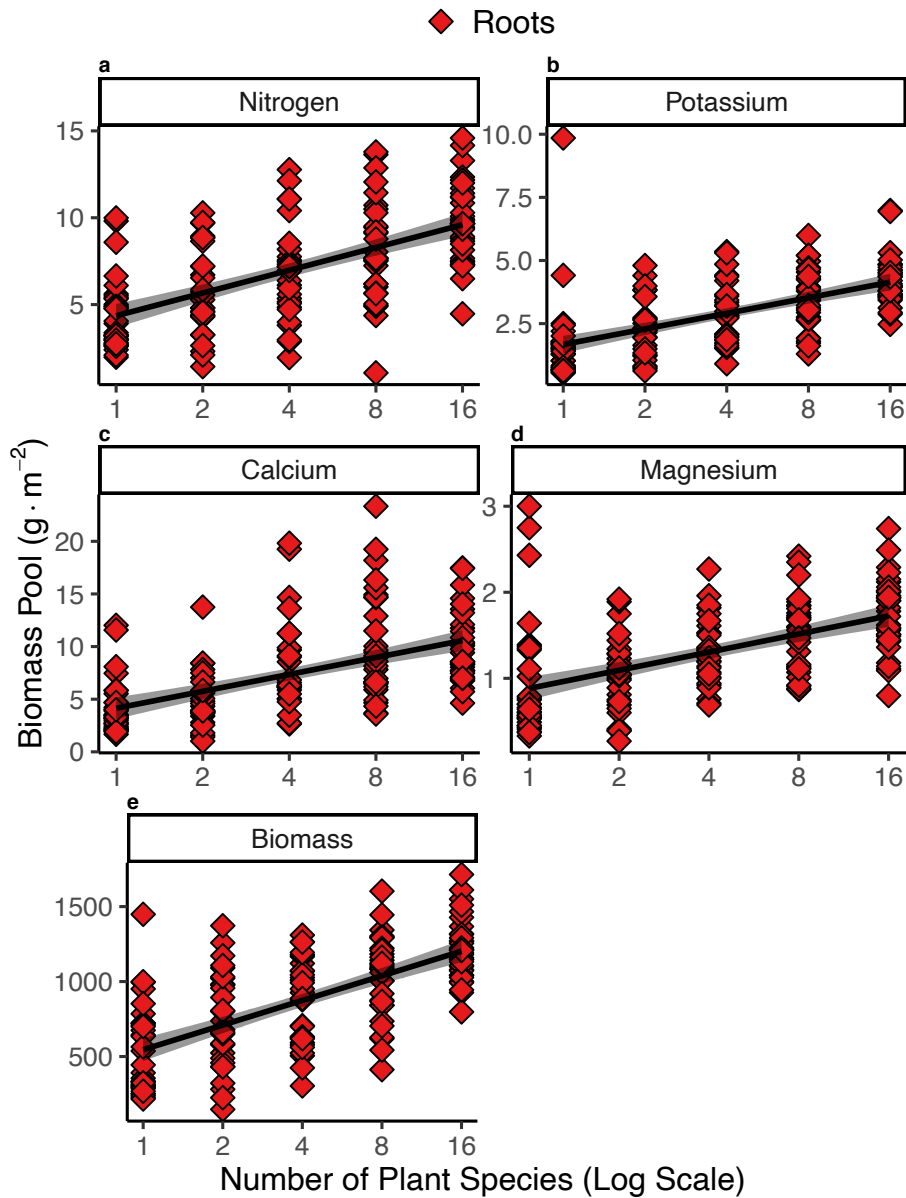 Roots
a
Nitrogen
15
10
5
1 2 4 8 16
b
Potassium
10.0
7.5
5.0
2.5
1 2 4 8 16
c
Calcium
20
15
10
5
0
1 2 4 8 16
d
Magnesium
3
2
1
1 2 4 8 16
e
Biomass
1500
1000
500
1 2 4 8 16
Biomass Pool (g · m⁻²)
Number of Plant Species (Log Scale)